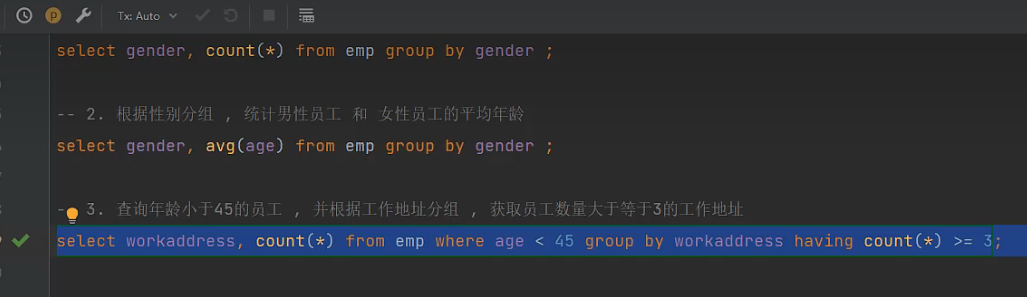 Tx: Auto
select gender, count(*) from emp group by gender ;
-- 2. 根据性别分组 , 统计男性员工 和 女性员工的平均年龄
select gender, avg(age) from emp group by gender ;
- 3. 查询年龄小于45的员工 , 并根据工作地址分组 , 获取员工数量大于等于3的工作地址
select workaddress, count(*) from emp where age < 45 group by workaddress having count(*) >= 3;